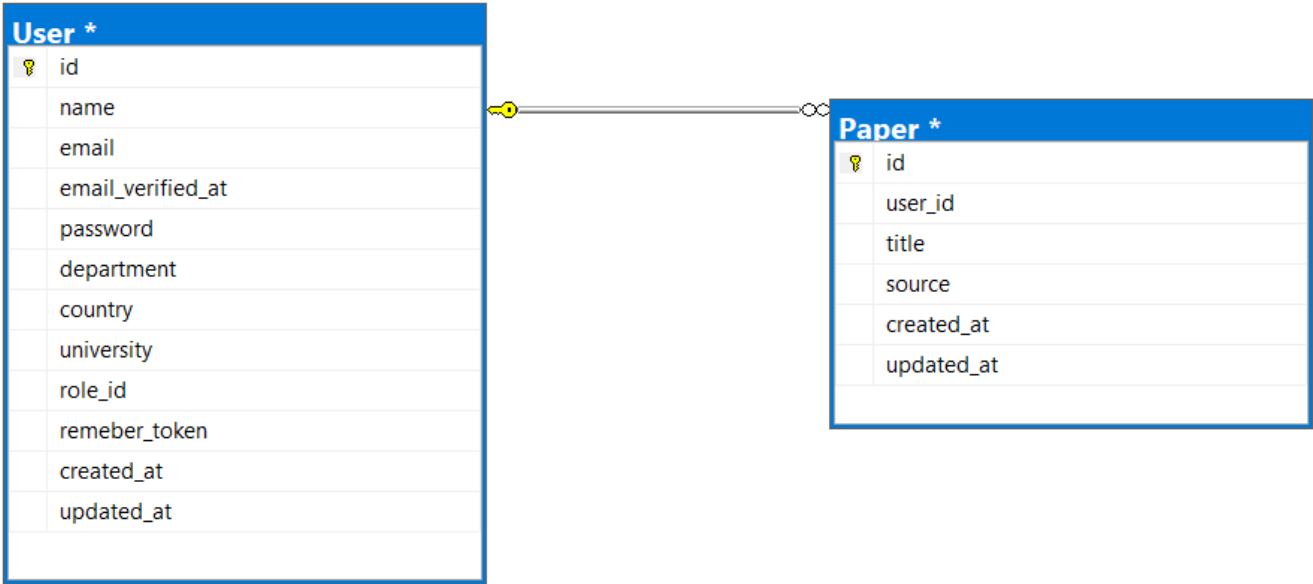 User *
id
name
email
email_verified_at
password
department
country
university
role_id
remeber_token
created_at
updated_at
Paper *
id
user_id
title
source
created_at
updated_at